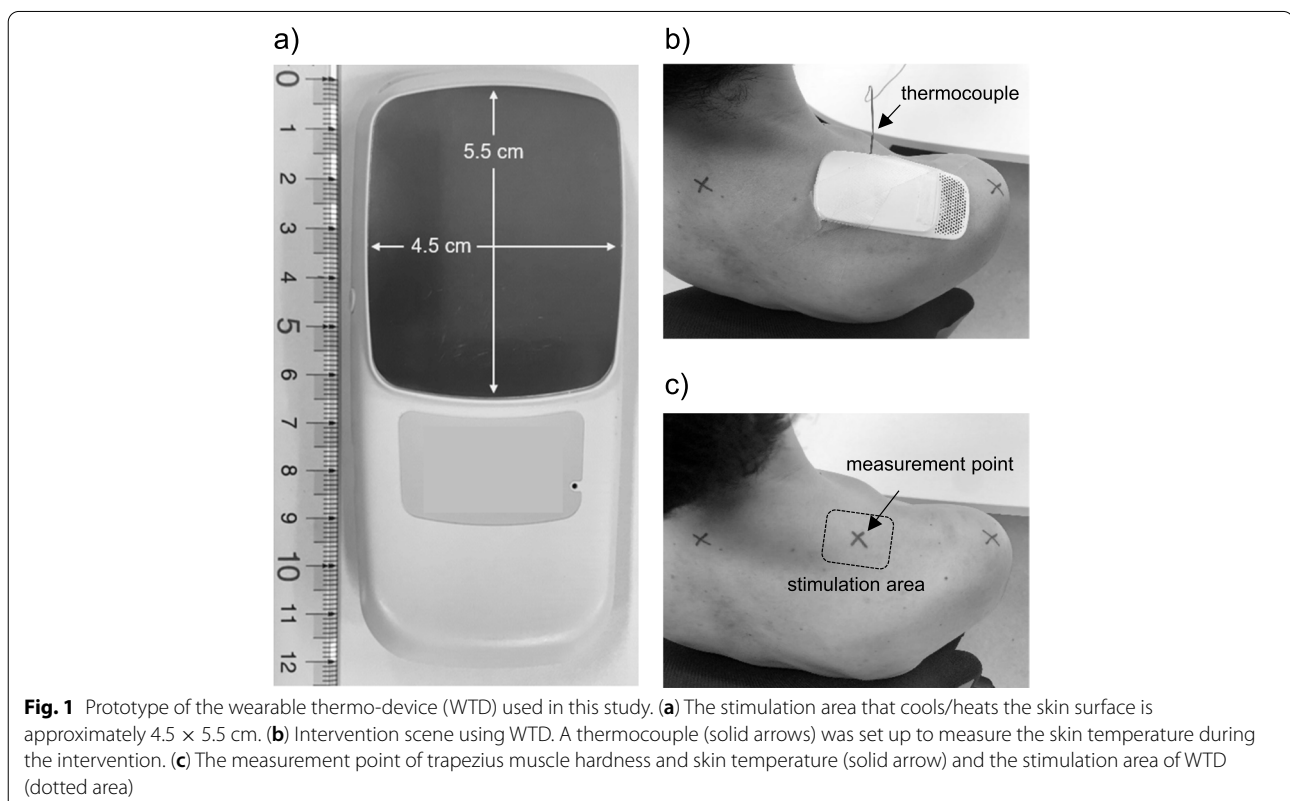 a)
0
1
2
3
4
5
6
7
8
9
10
11
12
5.5 cm
4.5 cm
b)
thermocouple
c)
measurement point
stimulation area
Fig. 1 Prototype of the wearable thermo-device (WTD) used in this study. (a) The stimulation area that cools/heats the skin surface is
approximately 4.5 × 5.5 cm. (b) Intervention scene using WTD. A thermocouple (solid arrows) was set up to measure the skin temperature during
the intervention. (c) The measurement point of trapezius muscle hardness and skin temperature (solid arrow) and the stimulation area of WTD
(dotted area)